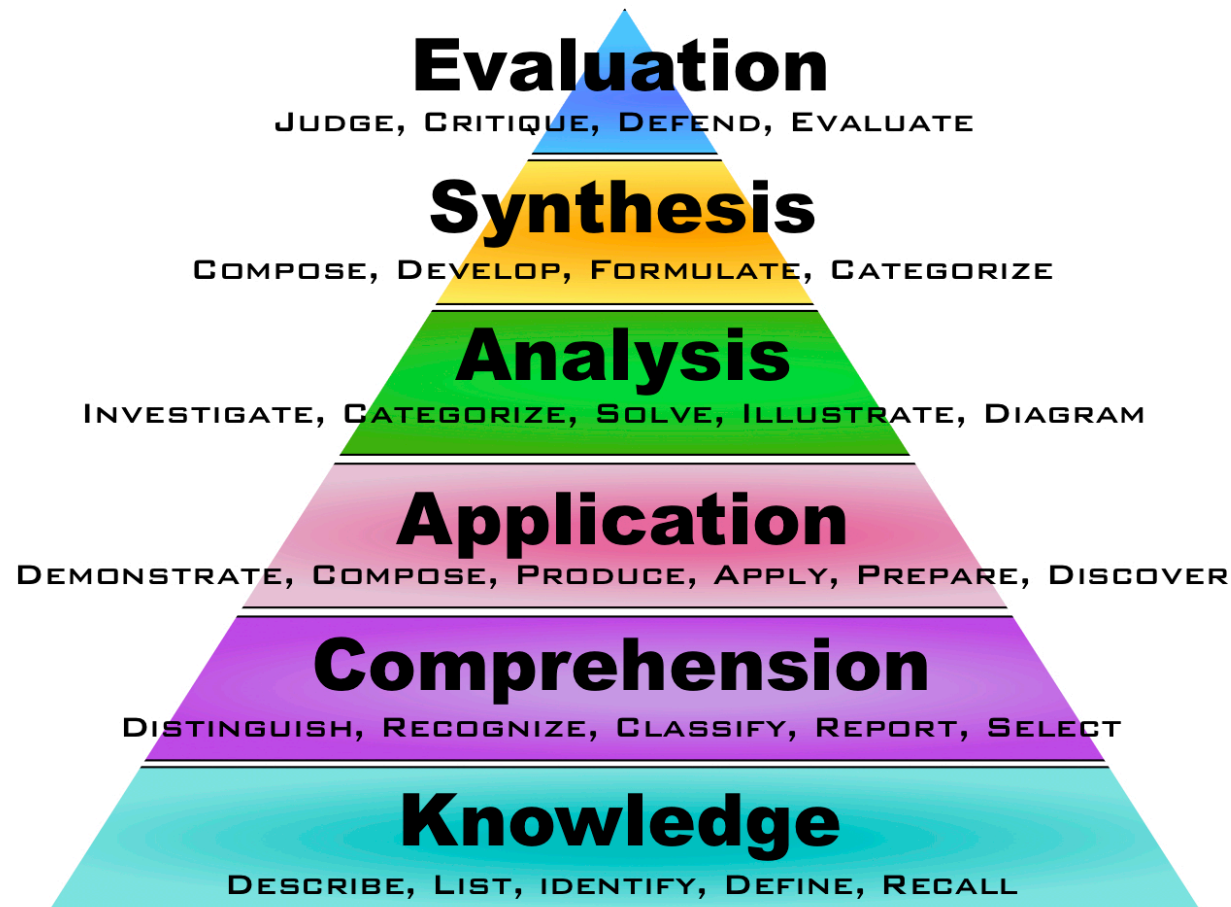 Evaluation
Judge, Critique, Defend, Evaluate
Synthesis
Compose, Develop, Formulate, Categorize
Analysis
Investigate, Categorize, Solve, Illustrate, Diagram
Application
Demonstrate, Compose, Produce, Apply, Prepare, Discover
Comprehension
Distinguish, Recognize, Classify, Report, Select
Knowledge
Describe, List, identify, Define, Recall